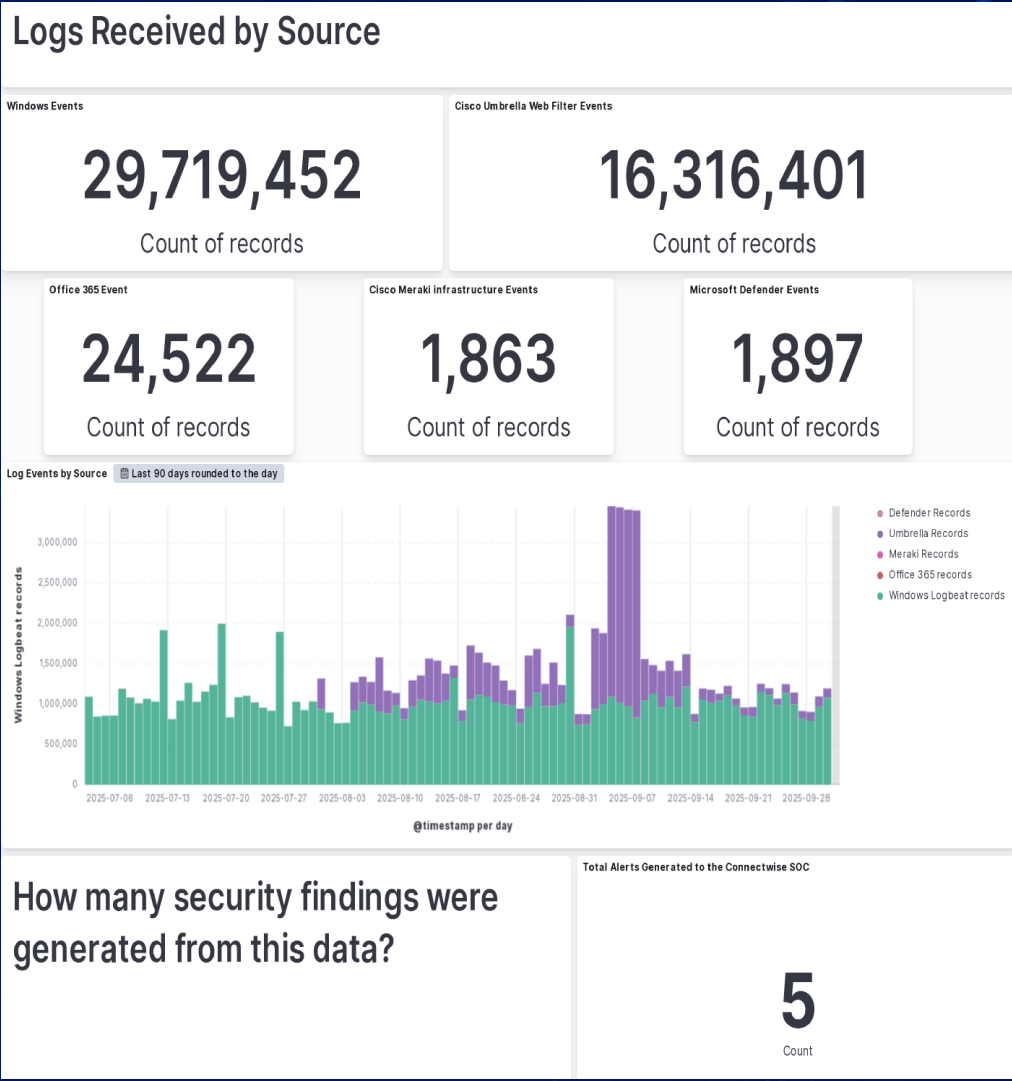 Logs Received by Source
Windows Events
29,719,452
Count of records
Cisco Umbrella Web Filter Events
16,316,401
Count of records
Office 365 Event
24,522
Count of records
Cisco Meraki infrastructure Events
1,863
Count of records
Microsoft Defender Events
1,897
Count of records
Log Events by Source
Last 90 days rounded to the day
Windows Logbeat records
3,000,000
2,500,000
2,000,000
1,500,000
1,000,000
500,000
0
2025-07-06 2025-07-13 2025-07-20 2025-07-27 2025-08-03 2025-08-10 2025-08-17 2025-08-24 2025-08-31 2025-09-07 2025-09-14 2025-09-21 2025-09-28
@timestamp per day
Defender Records
Umbrella Records
Meraki Records
Office 365 records
Windows Logbeat records
How many security findings were
generated from this data?
Total Alerts Generated to the Connectwise SOC
5
Count